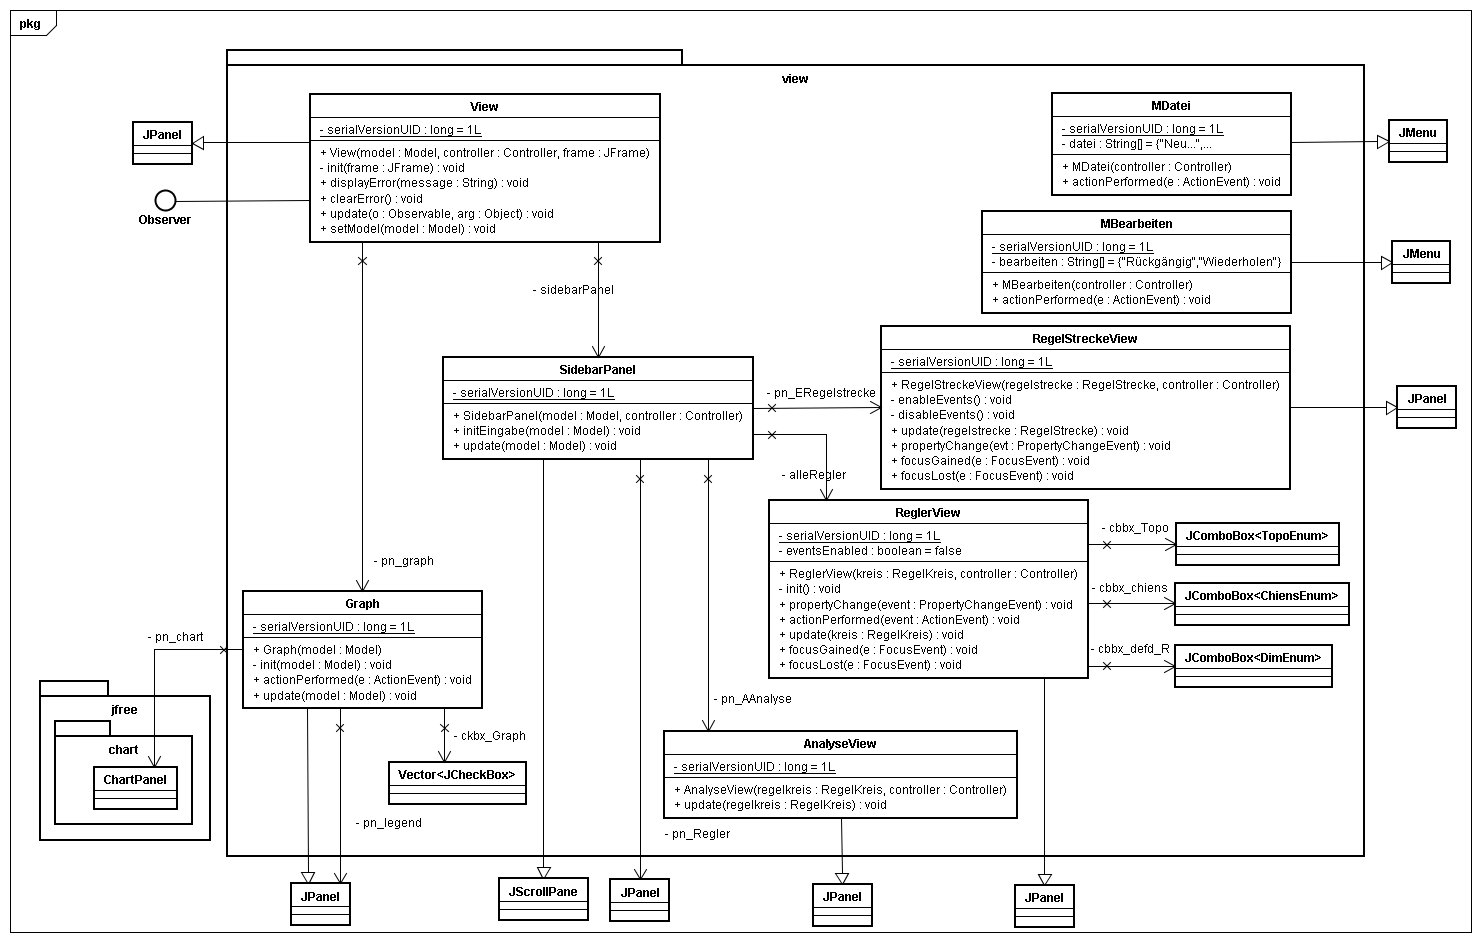 pkg
view
View
- serialVersionUID : long = 1L
+ View(model : Model, controller : Controller, frame : JFrame)
- init(frame : JFrame) : void
+ displayError(message : String) : void
+ clearError() : void
+ update(o : Observable, arg : Object) : void
+ setModel(model : Model) : void
JPanel
Observer
MDatei
- serialVersionUID : long = 1L
- datei : String[] = {"Neu...",...
+ MDatei(controller : Controller)
+ actionPerformed(e : ActionEvent) : void
JMenu
MBearbeiten
- serialVersionUID : long = 1L
- bearbeiten : String[] = {"Rückgängig","Wiederholen"}
+ MBearbeiten(controller : Controller)
+ actionPerformed(e : ActionEvent) : void
JMenu
- sidebarPanel
SidebarPanel
- serialVersionUID : long = 1L
+ SidebarPanel(model : Model, controller : Controller)
+ initEingabe(model : Model) : void
+ update(model : Model) : void
- pn_ERegelstrecke
RegelStreckeView
- serialVersionUID : long = 1L
+ RegelStreckeView(regelstrecke : RegelStrecke, controller : Controller)
- enableEvents() : void
- disableEvents() : void
+ update(regelstrecke : RegelStrecke) : void
+ propertyChange(evt : PropertyChangeEvent) : void
+ focusGained(e : FocusEvent) : void
+ focusLost(e : FocusEvent) : void
JPanel
- alleRegler
ReglerView
- serialVersionUID : long = 1L
- eventsEnabled : boolean = false
+ ReglerView(kreis : RegelKreis, controller : Controller)
- init() : void
+ propertyChange(event : PropertyChangeEvent) : void
+ actionPerformed(event : ActionEvent) : void
+ update(kreis : RegelKreis) : void
+ focusGained(e : FocusEvent) : void
+ focusLost(e : FocusEvent) : void
- cbbx_Topo
JComboBox<TopoEnum>
- cbbx_chiens
JComboBox<ChiensEnum>
- cbbx_defd_R
JComboBox<DimEnum>
- pn_graph
Graph
- serialVersionUID : long = 1L
+ Graph(model : Model)
- init(model : Model) : void
+ actionPerformed(e : ActionEvent) : void
+ update(model : Model) : void
- pn_chart
jfree
chart
ChartPanel
- ckbx_Graph
Vector<JCheckBox>
- pn_legend
- pn_AAnalyse
AnalyseView
- serialVersionUID : long = 1L
+ AnalyseView(regelkreis : RegelKreis, controller : Controller)
+ update(regelkreis : RegelKreis) : void
- pn_Regler
JPanel
JScrollPane
JPanel
JPanel
JPanel